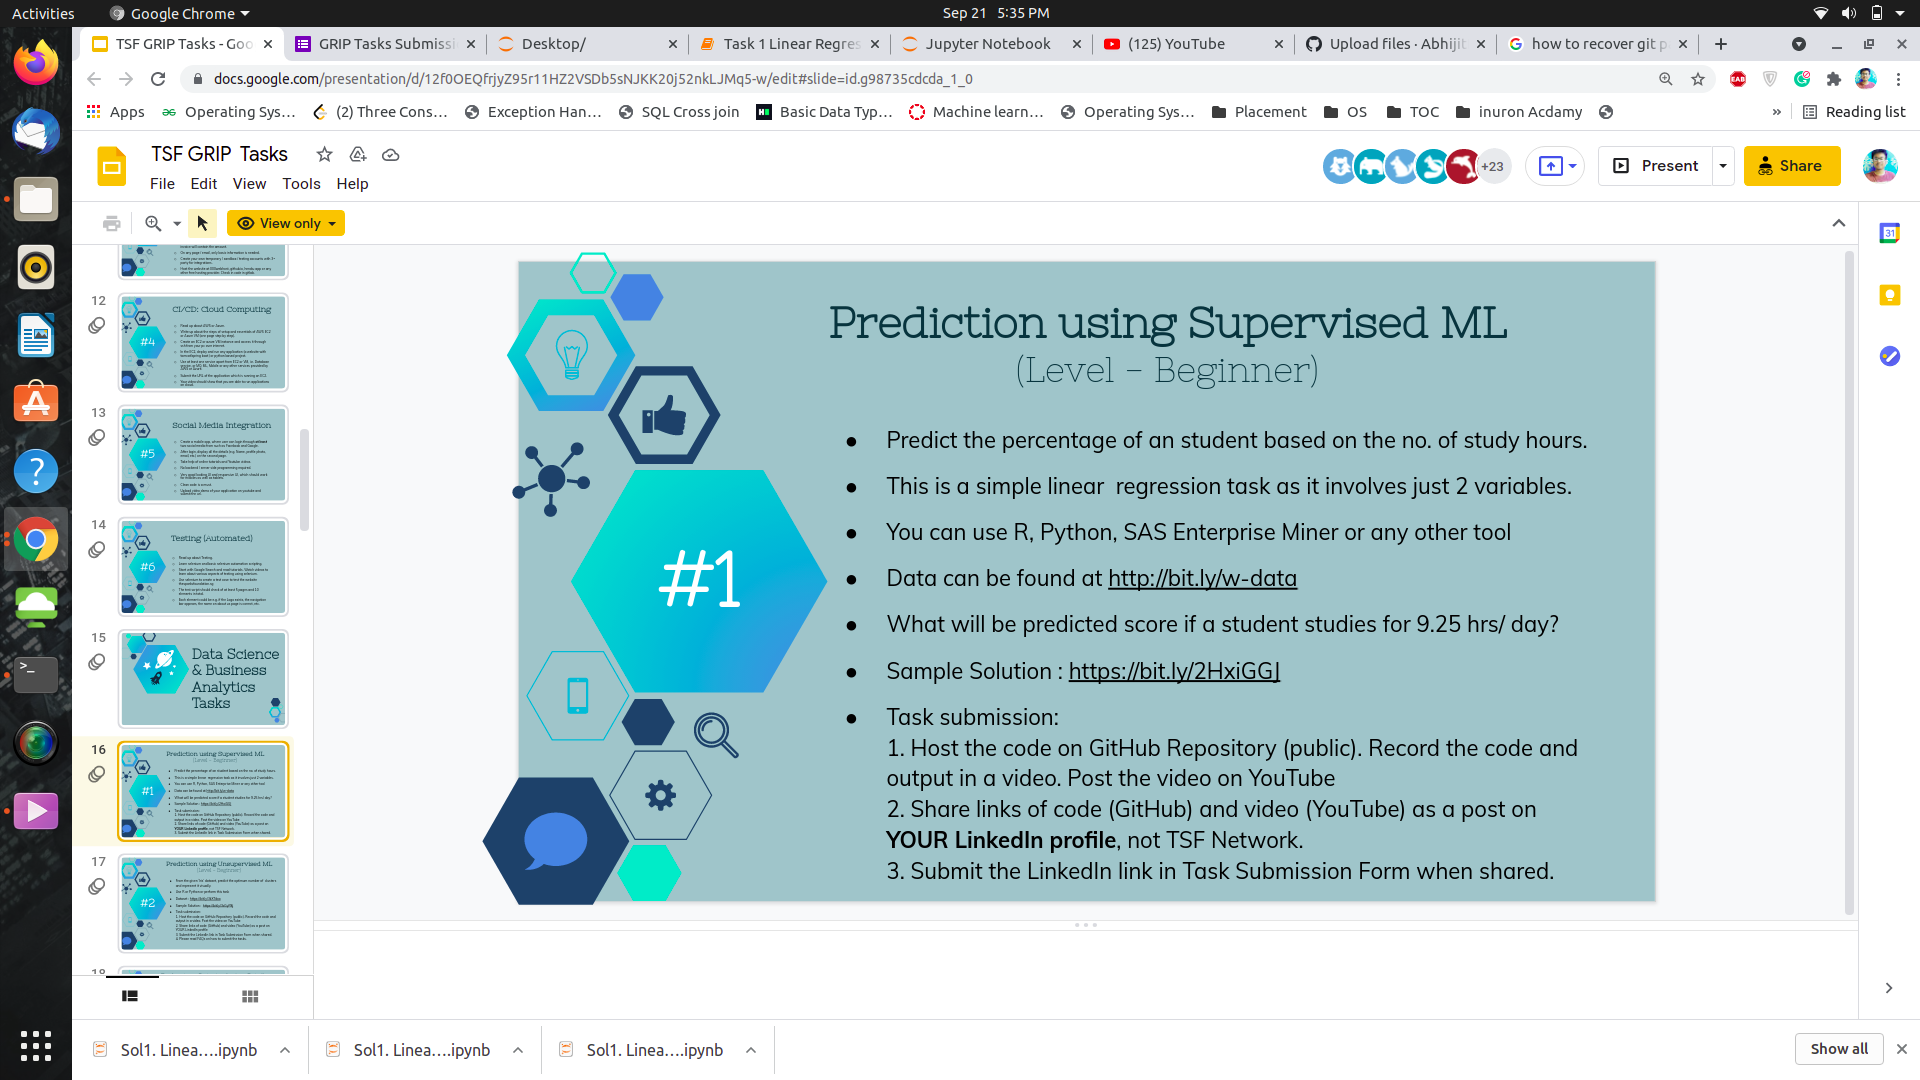 Activities
Google Chrome
Sep 21 5:35 PM
TSF GRIP Tasks - Goo
GRIP Tasks Submissi
Desktop/
Task 1 Linear Regres
Jupyter Notebook
(125) YouTube
Upload files · Abhijit
how to recover git p
docs.google.com/presentation/d/12f0OEQfrjyZ95r11HZ2VSDb5sNJKK20j52nkLJMq5-w/edit#slide=id.g98735cdcda_1_0
Apps
Operating Sys...
(2) Three Cons...
Exception Han...
SQL Cross join
Basic Data Typ...
Machine learn...
Operating Sys...
Placement
OS
TOC
inuron Acdamy
»
Reading list
TSF GRIP Tasks
File Edit View Tools Help
+23
Present
Share
View only
12
CI/CD: Cloud Computing
#4
13
Social Media Integration
#5
14
Testing (Automated)
#6
15
Data Science
& Business
Analytics
Tasks
16
Prediction using Supervised ML
(Level - Beginner)
#1
17
Prediction using Unsupervised ML
(Level - Beginner)
#2
18
Prediction using Supervised ML
(Level - Beginner)
#1
● Predict the percentage of an student based on the no. of study hours.
● This is a simple linear regression task as it involves just 2 variables.
● You can use R, Python, SAS Enterprise Miner or any other tool
● Data can be found at http://bit.ly/w-data
● What will be predicted score if a student studies for 9.25 hrs/ day?
● Sample Solution : https://bit.ly/2HxiGGJ
● Task submission:
1. Host the code on GitHub Repository (public). Record the code and
output in a video. Post the video on YouTube
2. Share links of code (GitHub) and video (YouTube) as a post on
YOUR LinkedIn profile, not TSF Network.
3. Submit the LinkedIn link in Task Submission Form when shared.
31
Sol1. Linea....ipynb
Sol1. Linea....ipynb
Sol1. Linea....ipynb
Show all